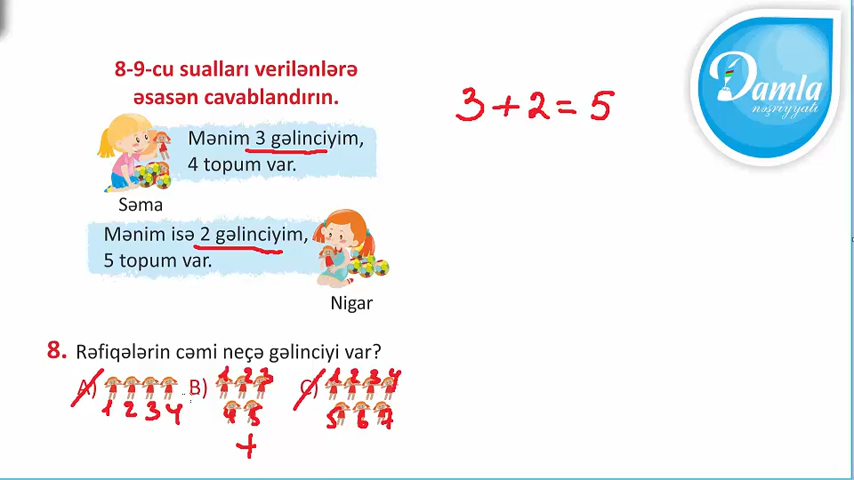 8-9-cu sualları verilənlərə
əsasən cavablandırın.
Mənim 3 gəlinciyim,
4 topum var.
Səma
Mənim isə 2 gəlinciyim,
5 topum var.
Nigar
8. Rəfiqələrin cəmi neçə gəlinciyi var?
A) B) C)
1 2 3 4
1 2 3
4 5
+
1 2 3 4
5 6 7
3 + 2 = 5
Damla
nəşriyyatı